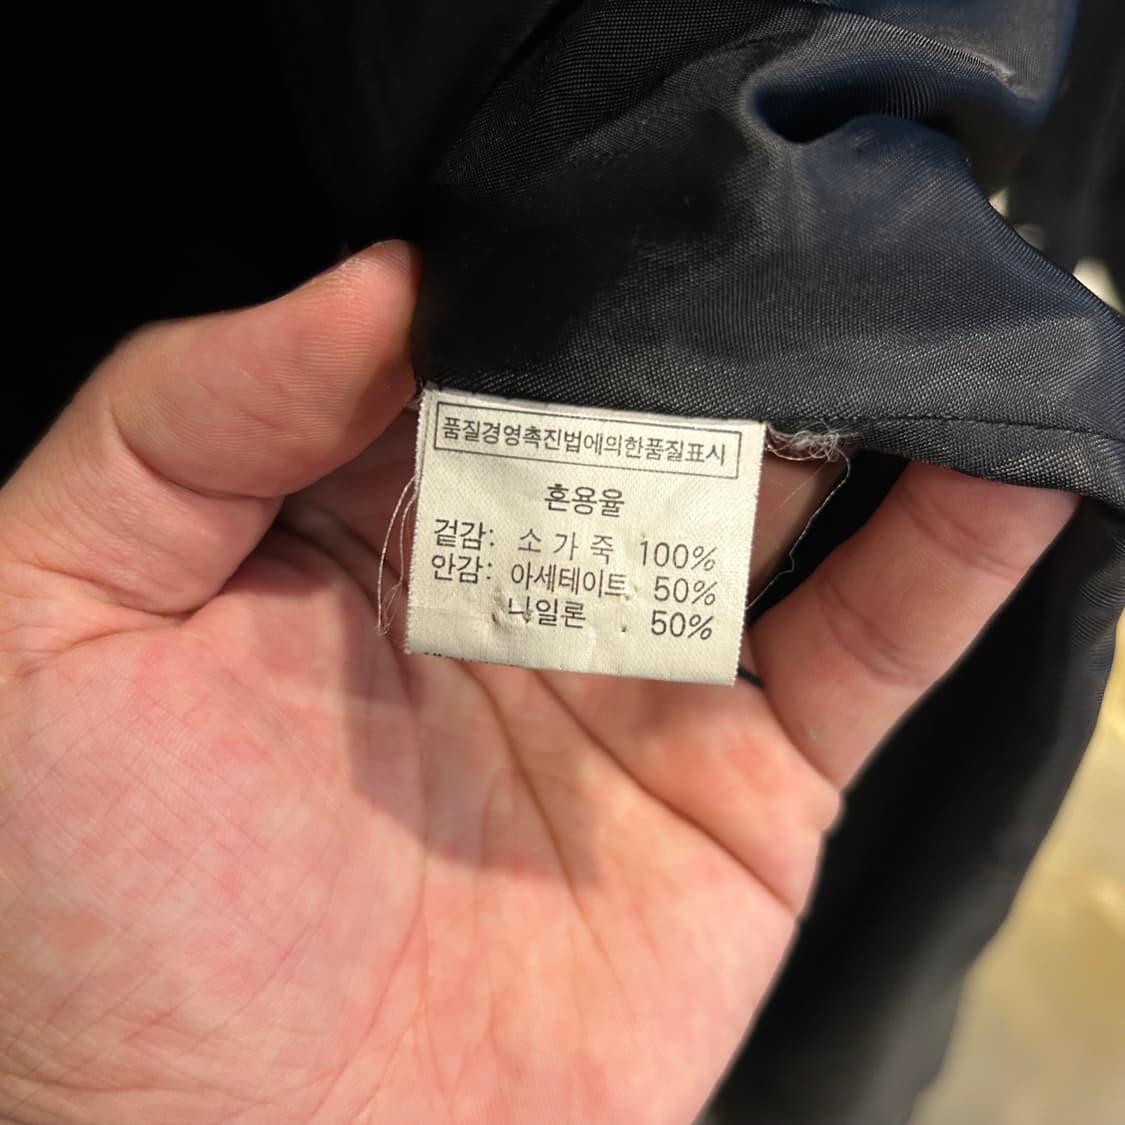 품질경영촉진법에의한품질표시
혼용율
겉감: 소 가 죽 100%
안감: 아세테이트 50%
나일론 50%